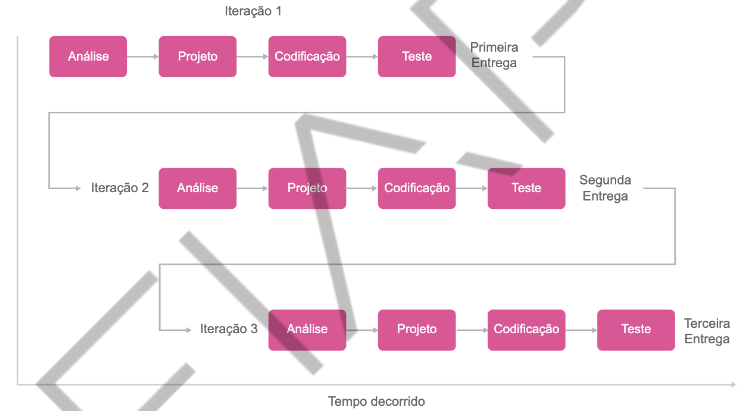 Iteração 1
Análise
Projeto
Codificação
Teste
Primeira
Entrega
Iteração 2
Análise
Projeto
Codificação
Teste
Segunda
Entrega
Iteração 3
Análise
Projeto
Codificação
Teste
Terceira
Entrega
Tempo decorrido